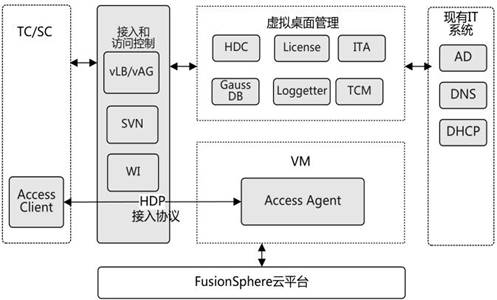 TC/SC
Access
Client
接入和
访问控制
vLB/vAG
SVN
WI
HDP
接入协议
虚拟桌面管理
HDC
License
ITA
Gauss
DB
Loggetter
TCM
VM
Access Agent
现有IT
系统
AD
DNS
DHCP
FusionSphere云平台